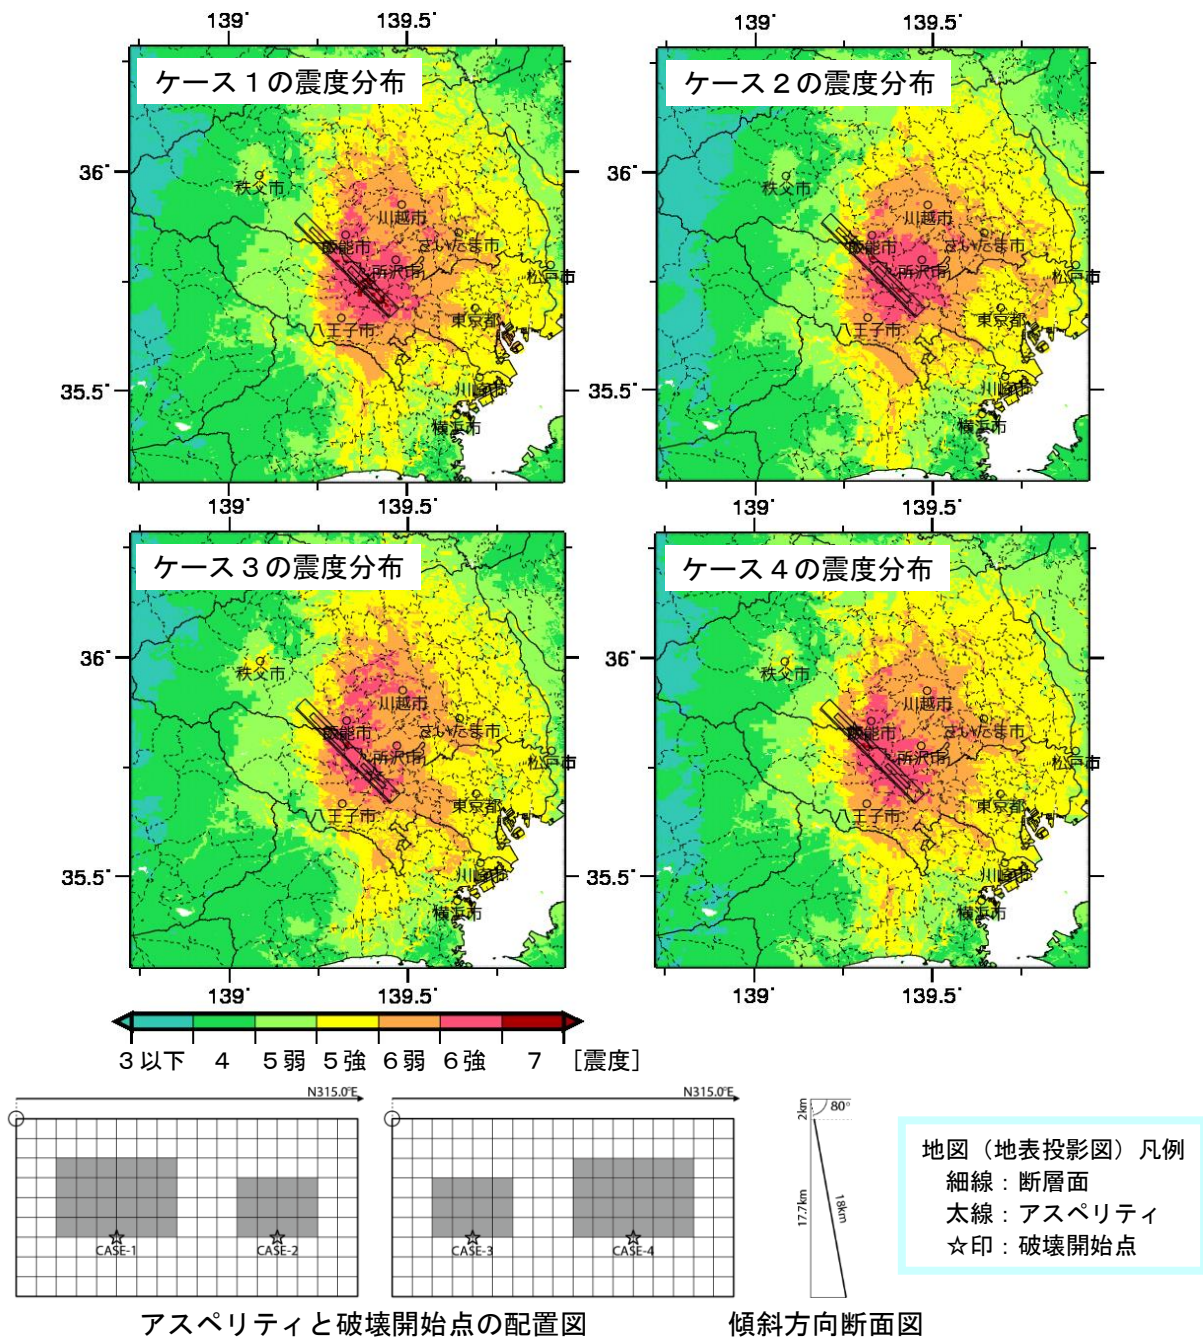 139˚ 139.5˚ 139˚ 139.5˚
ケース１の震度分布
ケース２の震度分布
36˚
36˚
秩父市
川越市
飯能市
さいたま市
所沢市
松戸市
八王子市
東京都
川崎市
横浜市
秩父市
川越市
飯能市
さいたま市
所沢市
松戸市
八王子市
東京都
川崎市
横浜市
35.5˚
35.5˚
139˚ 139.5˚ 139˚ 139.5˚
ケース３の震度分布
ケース４の震度分布
36˚
36˚
秩父市
川越市
飯能市
さいたま市
所沢市
松戸市
八王子市
東京都
川崎市
横浜市
秩父市
川越市
飯能市
さいたま市
所沢市
松戸市
八王子市
東京都
川崎市
横浜市
35.5˚
35.5˚
139˚ 139.5˚ 139˚ 139.5˚
３以下 4 ５弱 ５強 ６弱 ６強 7 [震度]
N315.0°E
CASE-1 CASE-2
N315.0°E
CASE-3 CASE-4
2km
80°
17.7km
18km
地図（地表投影図）凡例
細線：断層面
太線：アスペリティ
☆印：破壊開始点
アスペリティと破壊開始点の配置図
傾斜方向断面図